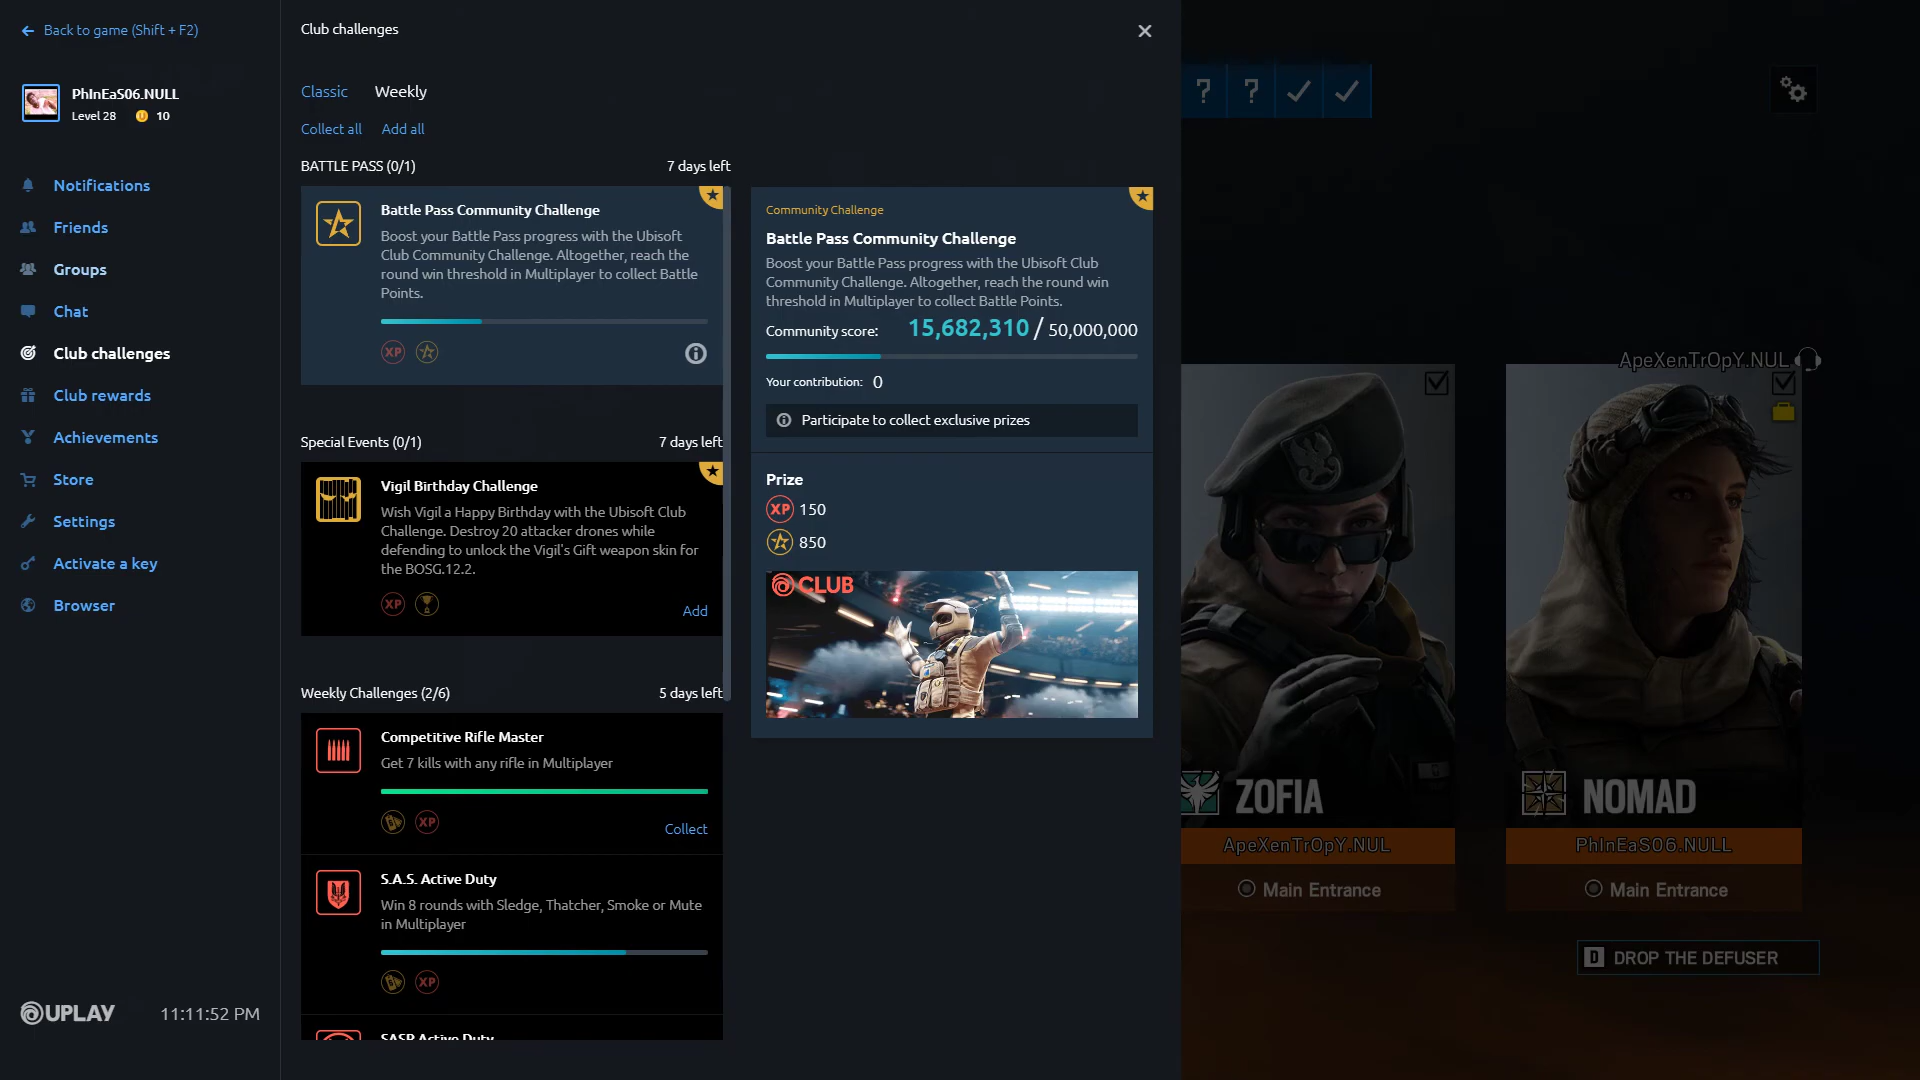 Back to game (Shift + F2)
PhInEaS06.NULL
Level 28 10
Notifications
Friends
Groups
Chat
Club challenges
Club rewards
Achievements
Store
Settings
Activate a key
Browser
UPLAY 11:11:52 PM
Club challenges
Classic Weekly
Collect all Add all
BATTLE PASS (0/1) 7 days left
Battle Pass Community Challenge
Boost your Battle Pass progress with the Ubisoft
Club Community Challenge. Altogether, reach the
round win threshold in Multiplayer to collect Battle
Points.
XP
Special Events (0/1) 7 days left
Vigil Birthday Challenge
Wish Vigil a Happy Birthday with the Ubisoft Club
Challenge. Destroy 20 attacker drones while
defending to unlock the Vigil's Gift weapon skin for
the BOSG.12.2.
XP
Add
Weekly Challenges (2/6) 5 days left
Competitive Rifle Master
Get 7 kills with any rifle in Multiplayer
XP
Collect
S.A.S. Active Duty
Win 8 rounds with Sledge, Thatcher, Smoke or Mute
in Multiplayer
XP
SASR Active Duty
Community Challenge
Battle Pass Community Challenge
Boost your Battle Pass progress with the Ubisoft Club
Community Challenge. Altogether, reach the round win
threshold in Multiplayer to collect Battle Points.
Community score: 15,682,310 / 50,000,000
Your contribution: 0
Participate to collect exclusive prizes
Prize
XP 150
850
CLUB
? ?
ApeXenTrOpY.NUL
ZOFIA
ApeXenTrOpY.NUL
Main Entrance
NOMAD
PhInEaS06.NULL
Main Entrance
D DROP THE DEFUSER